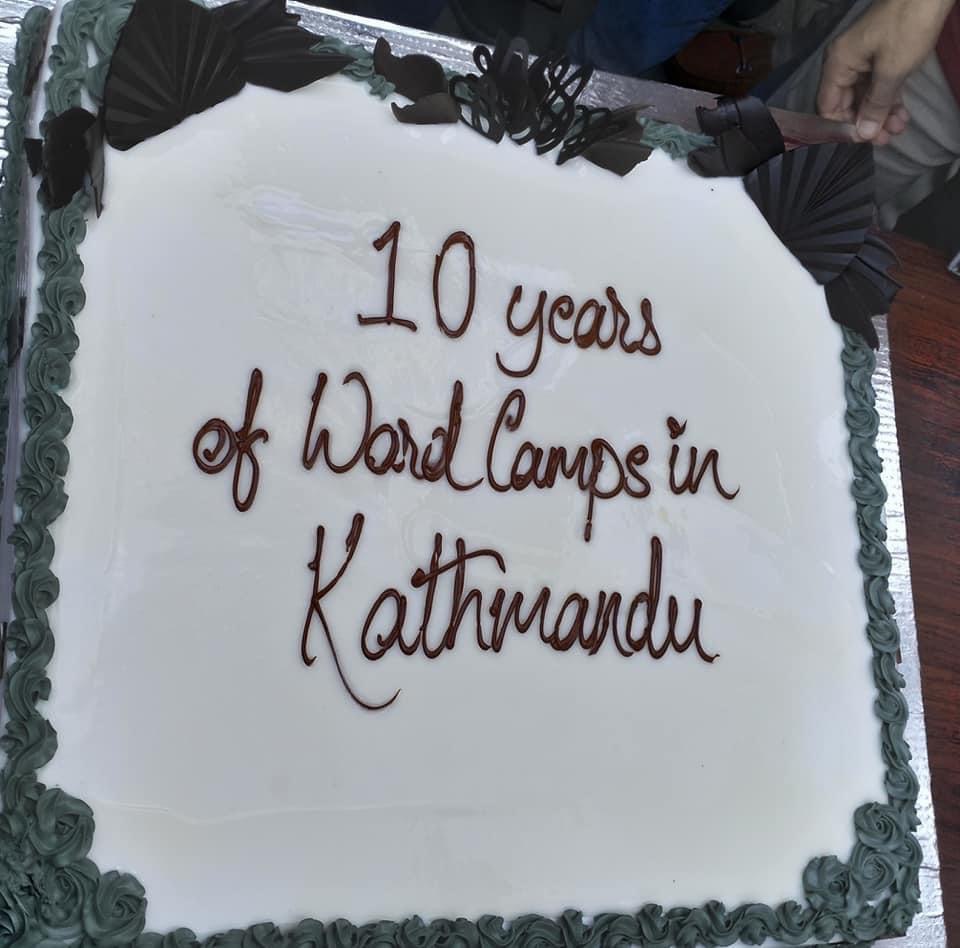 10 years
of Word Camps in
Kathmandu